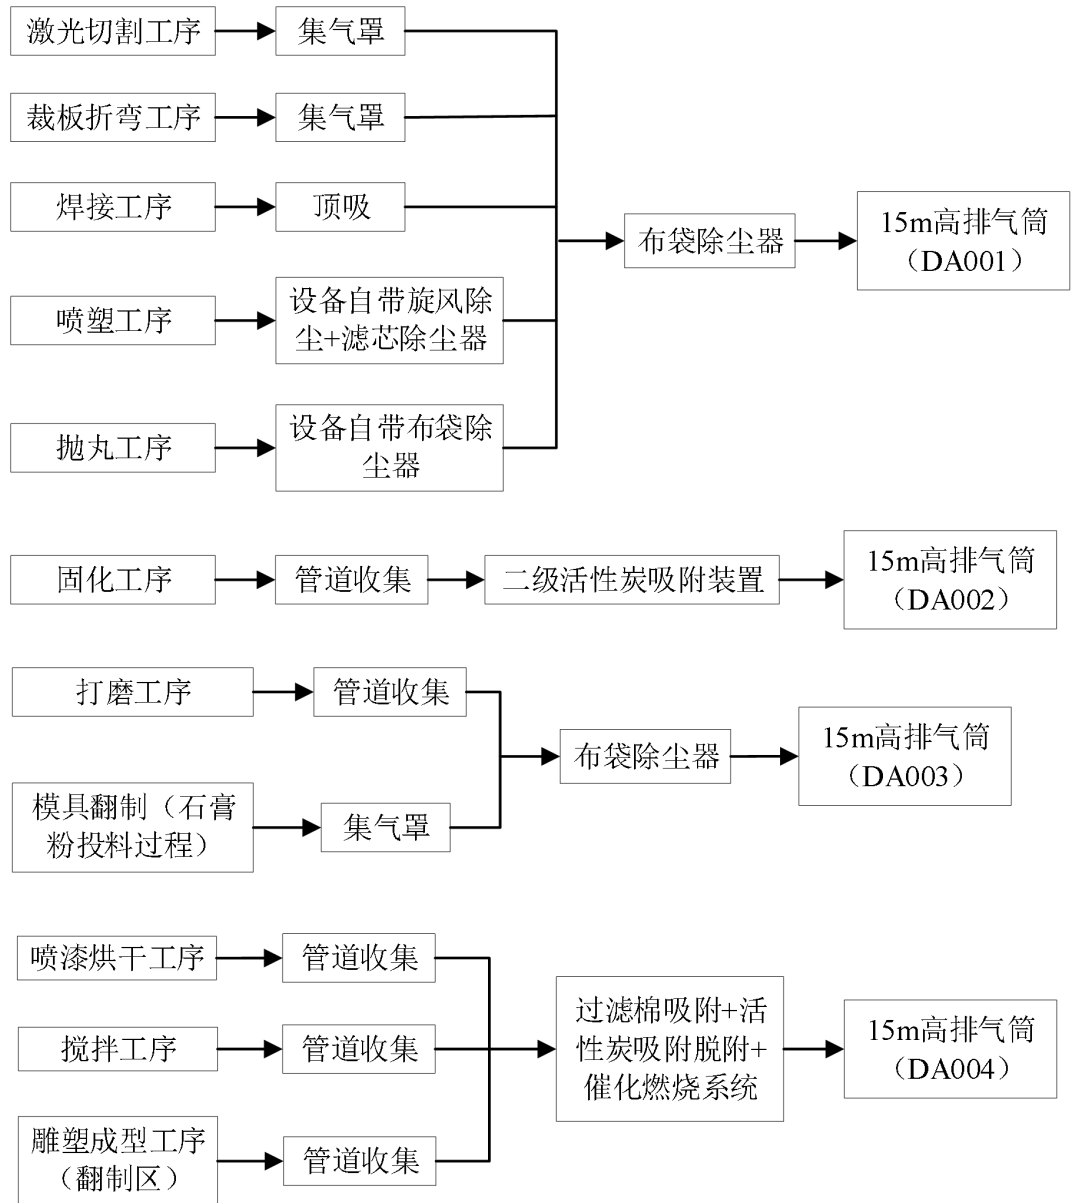 激光切割工序
集气罩
裁板折弯工序
集气罩
焊接工序
顶吸
布袋除尘器
15m高排气筒
（DA001）
喷塑工序
设备自带旋风除
尘+滤芯除尘器
抛丸工序
设备自带布袋除
尘器
固化工序
管道收集
二级活性炭吸附装置
15m高排气筒
（DA002）
打磨工序
管道收集
布袋除尘器
15m高排气筒
（DA003）
模具翻制（石膏
粉投料过程）
集气罩
喷漆烘干工序
管道收集
搅拌工序
管道收集
过滤棉吸附+活
性炭吸附脱附+
催化燃烧系统
15m高排气筒
（DA004）
雕塑成型工序
（翻制区）
管道收集